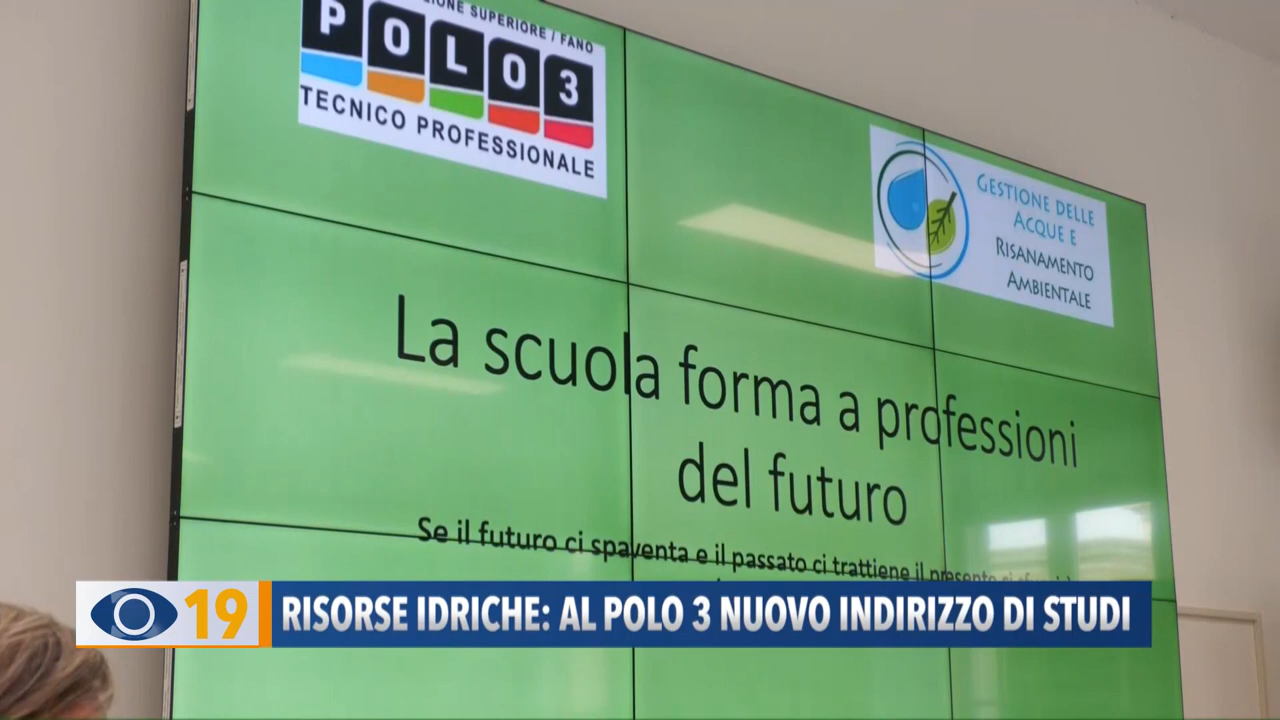 SUPERIORE / FANO
POLO3
TECNICO PROFESSIONALE
GESTIONE DELLE
ACQUE E
RISANAMENTO
AMBIENTALE
La scuola forma a professioni
del futuro
Se il futuro ci spaventa e il passato ci trattiene il presente
19
RISORSE IDRICHE: AL POLO 3 NUOVO INDIRIZZO DI STUDI